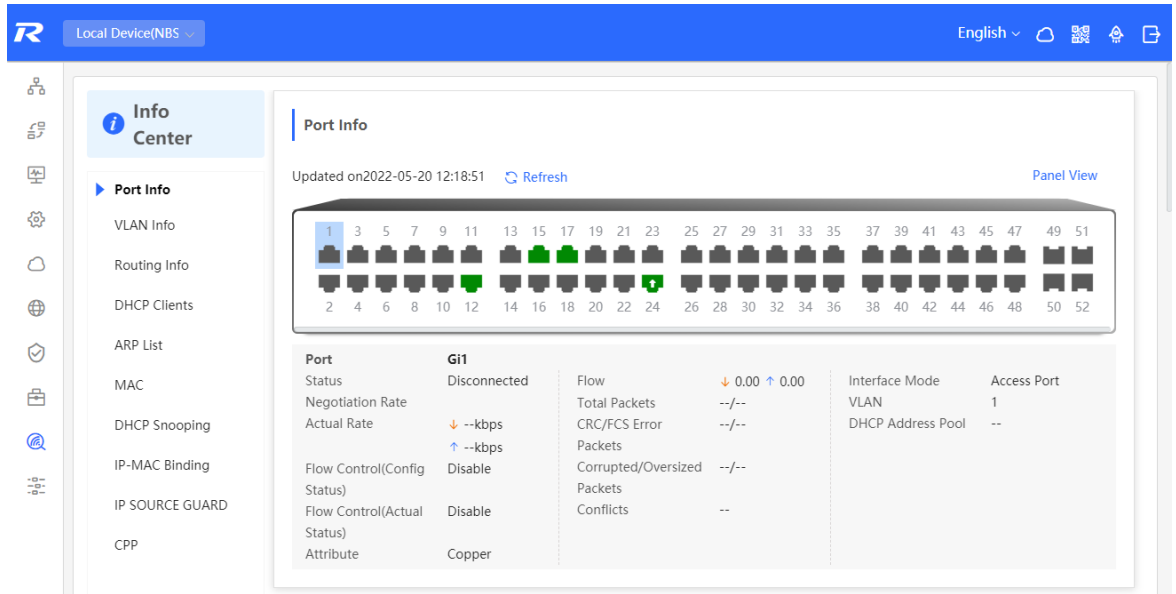 R
Local Device(NBS
English
Info
Center
Port Info
VLAN Info
Routing Info
DHCP Clients
ARP List
MAC
DHCP Snooping
IP-MAC Binding
IP SOURCE GUARD
CPP
Port Info
Updated on2022-05-20 12:18:51 Refresh Panel View
1 3 5 7 9 11 13 15 17 19 21 23 25 27 29 31 33 35 37 39 41 43 45 47 49 51
2 4 6 8 10 12 14 16 18 20 22 24 26 28 30 32 34 36 38 40 42 44 46 48 50 52
Port Gi1
Status Disconnected
Negotiation Rate
Actual Rate ↓ --kbps
↑ --kbps
Flow Control(Config
Status) Disable
Flow Control(Actual
Status) Disable
Attribute Copper
Flow ↓ 0.00 ↑ 0.00
Total Packets --/--
CRC/FCS Error
Packets --/--
Corrupted/Oversized
Packets --/--
Conflicts --
Interface Mode Access Port
VLAN 1
DHCP Address Pool --